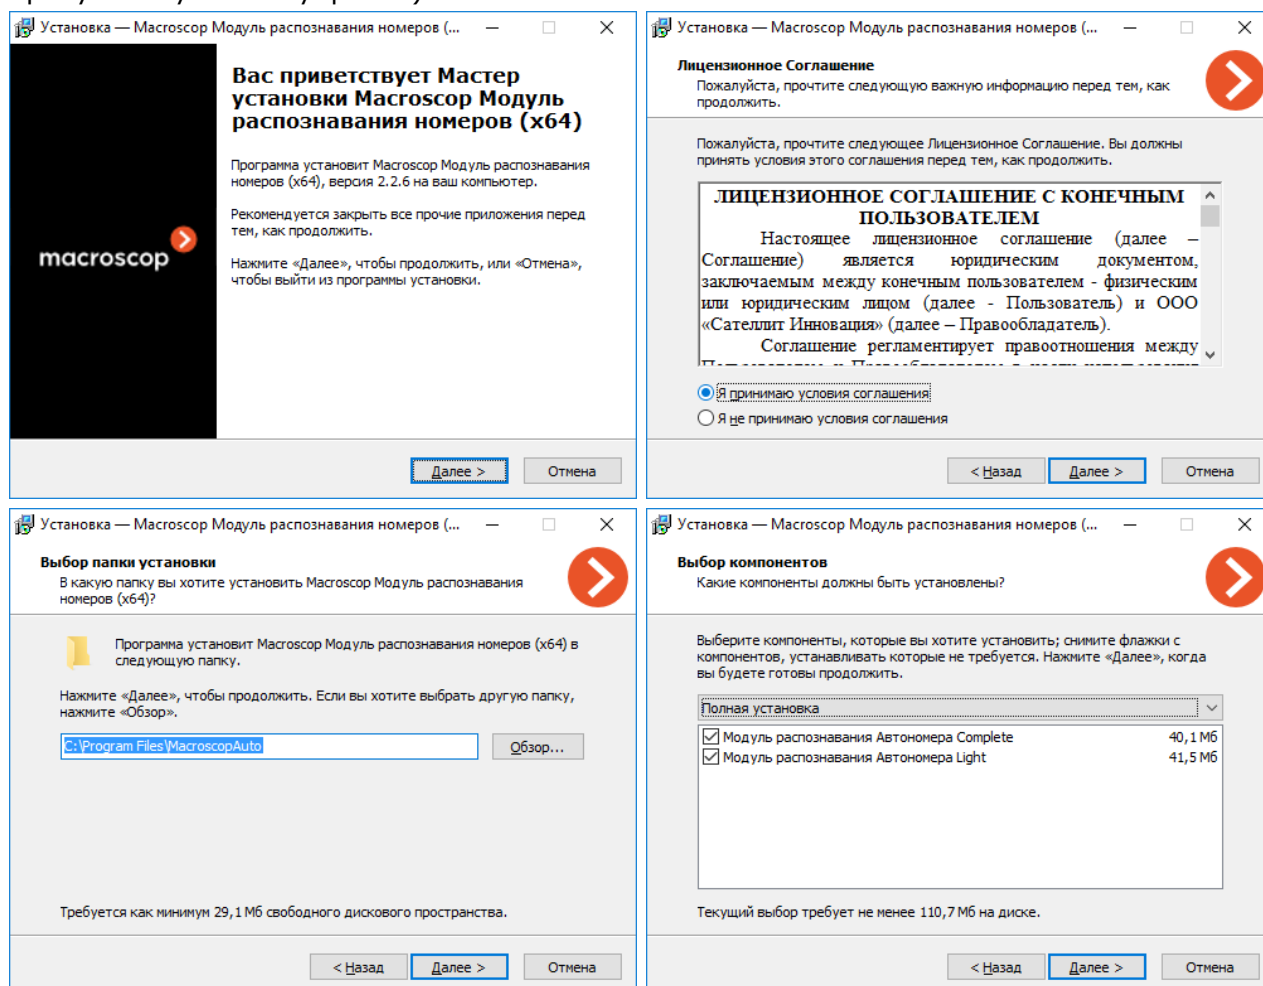 Установка — Macroscop Модуль распознавания номеров (...
Вас приветствует Мастер
установки Macroscop Модуль
распознавания номеров (x64)
Программа установит Macroscop Модуль распознавания
номеров (x64), версия 2.2.6 на ваш компьютер.
Рекомендуется закрыть все прочие приложения перед
тем, как продолжить.
Нажмите «Далее», чтобы продолжить, или «Отмена»,
чтобы выйти из программы установки.
macroscop
Далее >
Отмена
Установка — Macroscop Модуль распознавания номеров (...
Лицензионное Соглашение
Пожалуйста, прочтите следующую важную информацию перед тем, как
продолжить.
Пожалуйста, прочтите следующее Лицензионное Соглашение. Вы должны
принять условия этого соглашения перед тем, как продолжить.
ЛИЦЕНЗИОННОЕ СОГЛАШЕНИЕ С КОНЕЧНЫМ
ПОЛЬЗОВАТЕЛЕМ
Настоящее лицензионное соглашение (далее –
Соглашение) является юридическим документом,
заключаемым между конечным пользователем - физическим
или юридическим лицом (далее - Пользователь) и ООО
«Сателлит Инновация» (далее – Правообладатель).
Соглашение регламентирует правоотношения между
Я принимаю условия соглашения
Я не принимаю условия соглашения
< Назад
Далее >
Отмена
Установка — Macroscop Модуль распознавания номеров (...
Выбор папки установки
В какую папку вы хотите установить Macroscop Модуль распознавания
номеров (x64)?
Программа установит Macroscop Модуль распознавания номеров (x64) в
следующую папку.
Нажмите «Далее», чтобы продолжить. Если вы хотите выбрать другую папку,
нажмите «Обзор».
C:\Program Files\MacroscopAuto
Обзор...
Требуется как минимум 29,1 Мб свободного дискового пространства.
< Назад
Далее >
Отмена
Установка — Macroscop Модуль распознавания номеров (...
Выбор компонентов
Какие компоненты должны быть установлены?
Выберите компоненты, которые вы хотите установить; снимите флажки с
компонентов, устанавливать которые не требуется. Нажмите «Далее», когда
вы будете готовы продолжить.
Полная установка
Модуль распознавания Автономера Complete 40,1 Мб
Модуль распознавания Автономера Light 41,5 Мб
Текущий выбор требует не менее 110,7 Мб на диске.
< Назад
Далее >
Отмена